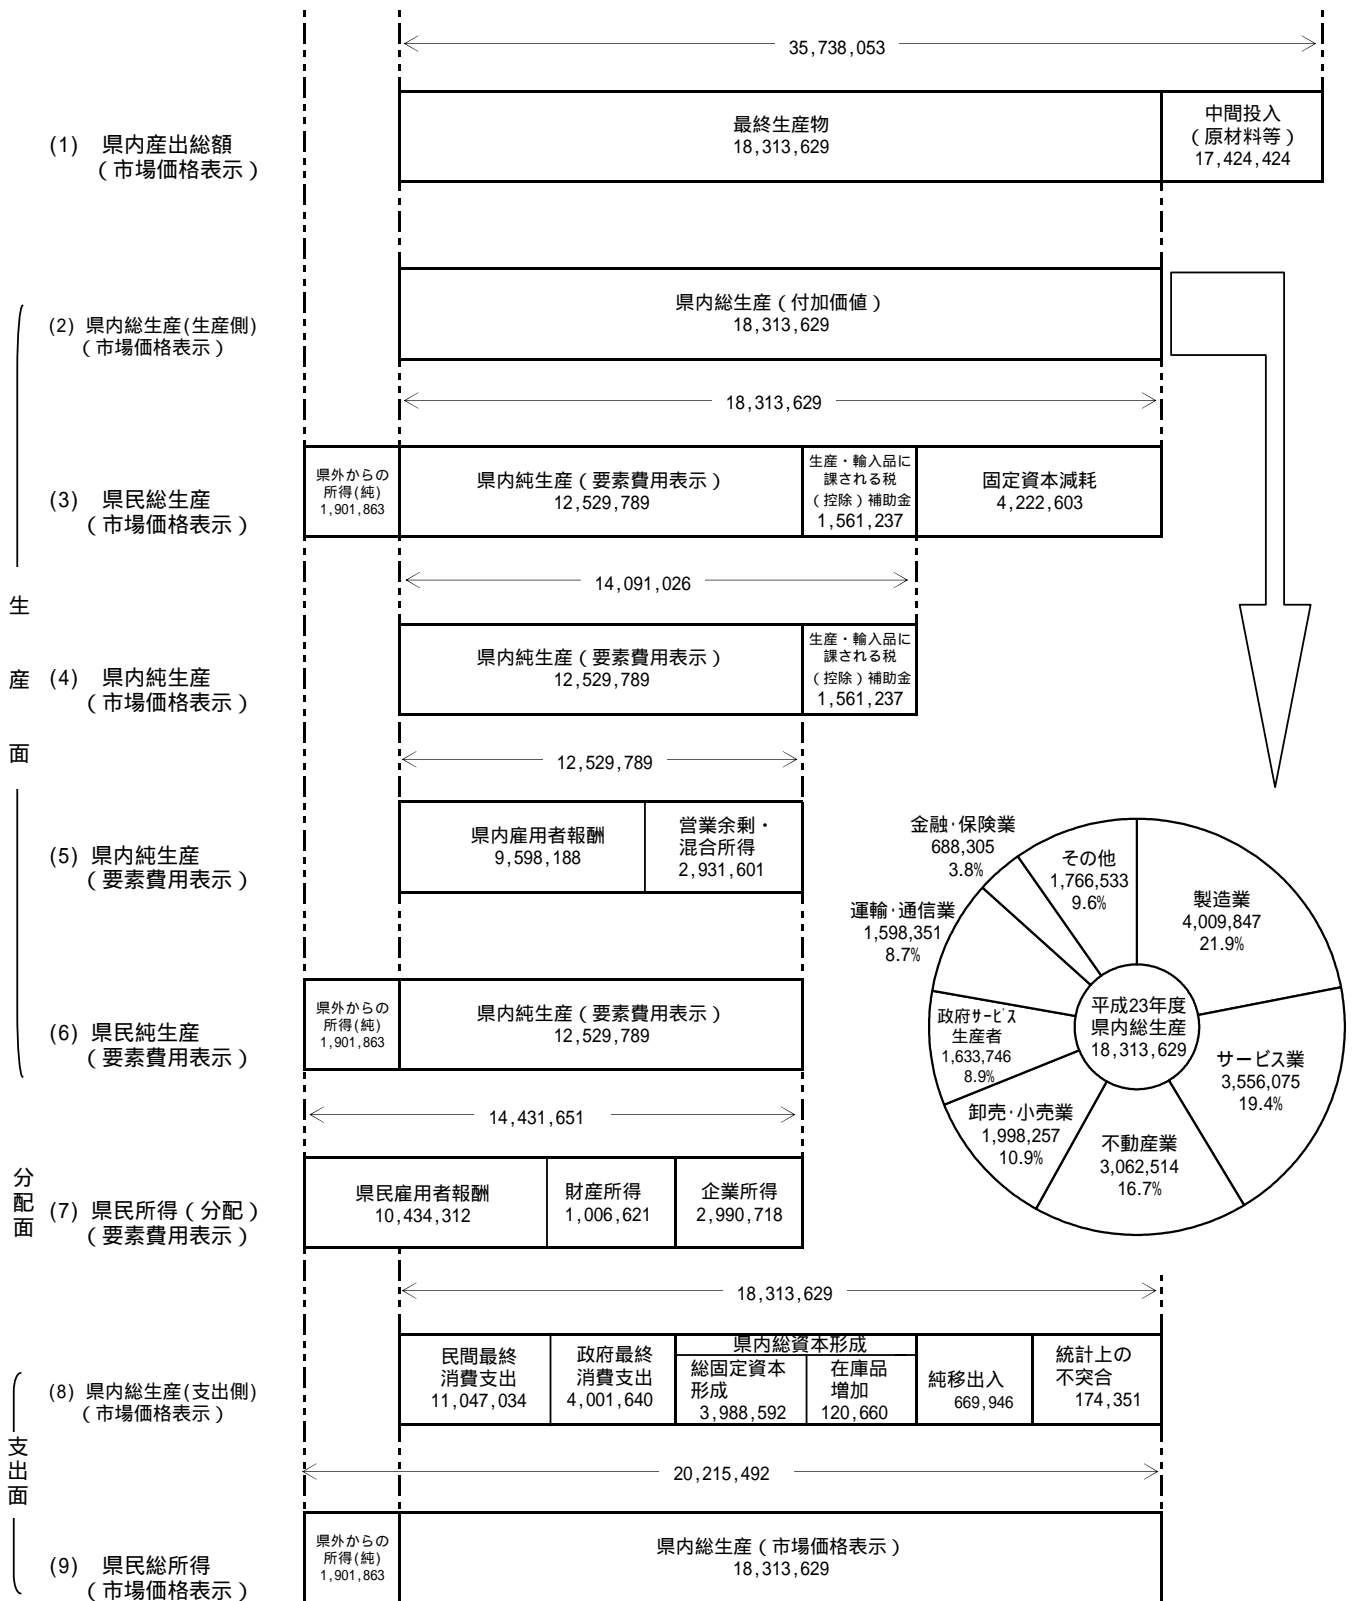 35,738,053
(1) 県内産出総額
（市場価格表示）
最終生産物
18,313,629
中間投入
（原材料等）
17,424,424
(2) 県内総生産(生産側)
（市場価格表示）
県内総生産（付加価値）
18,313,629
18,313,629
(3) 県民総生産
（市場価格表示）
県外からの
所得(純)
1,901,863
県内純生産（要素費用表示）
12,529,789
生産・輸入品に
課される税
（控除）補助金
1,561,237
固定資本減耗
4,222,603
14,091,026
生産面
(4) 県内純生産
（市場価格表示）
県内純生産（要素費用表示）
12,529,789
生産・輸入品に
課される税
（控除）補助金
1,561,237
12,529,789
(5) 県内純生産
（要素費用表示）
県内雇用者報酬
9,598,188
営業余剰・
混合所得
2,931,601
(6) 県民純生産
（要素費用表示）
県外からの
所得(純)
1,901,863
県内純生産（要素費用表示）
12,529,789
14,431,651
分配面
(7) 県民所得（分配）
（要素費用表示）
県民雇用者報酬
10,434,312
財産所得
1,006,621
企業所得
2,990,718
18,313,629
(8) 県内総生産(支出側)
（市場価格表示）
民間最終
消費支出
11,047,034
政府最終
消費支出
4,001,640
県内総資本形成
総固定資本
形成
3,988,592
在庫品
増加
120,660
純移出入
669,946
統計上の
不突合
174,351
支出面
20,215,492
(9) 県民総所得
（市場価格表示）
県外からの
所得(純)
1,901,863
県内総生産（市場価格表示）
18,313,629
平成23年度
県内総生産
18,313,629
製造業
4,009,847
21.9%
サービス業
3,556,075
19.4%
不動産業
3,062,514
16.7%
卸売･小売業
1,998,257
10.9%
政府ｻｰﾋﾞｽ
生産者
1,633,746
8.9%
運輸･通信業
1,598,351
8.7%
金融･保険業
688,305
3.8%
その他
1,766,533
9.6%